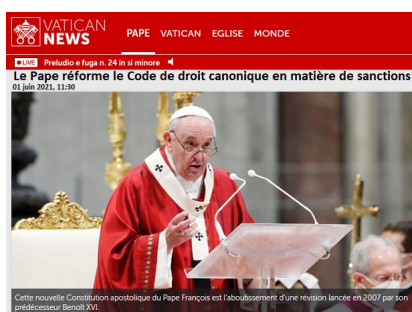 VATICAN
NEWS
PAPE VATICAN EGLISE MONDE
LIVE Preludio e fuga n. 24 in si minore
Le Pape réforme le Code de droit canonique en matière de sanctions
01 juin 2021, 11:30
Cette nouvelle Constitution apostolique du Pape François est l'aboutissement d'une révision lancée en 2007 par son
prédécesseur Benoît XVI.